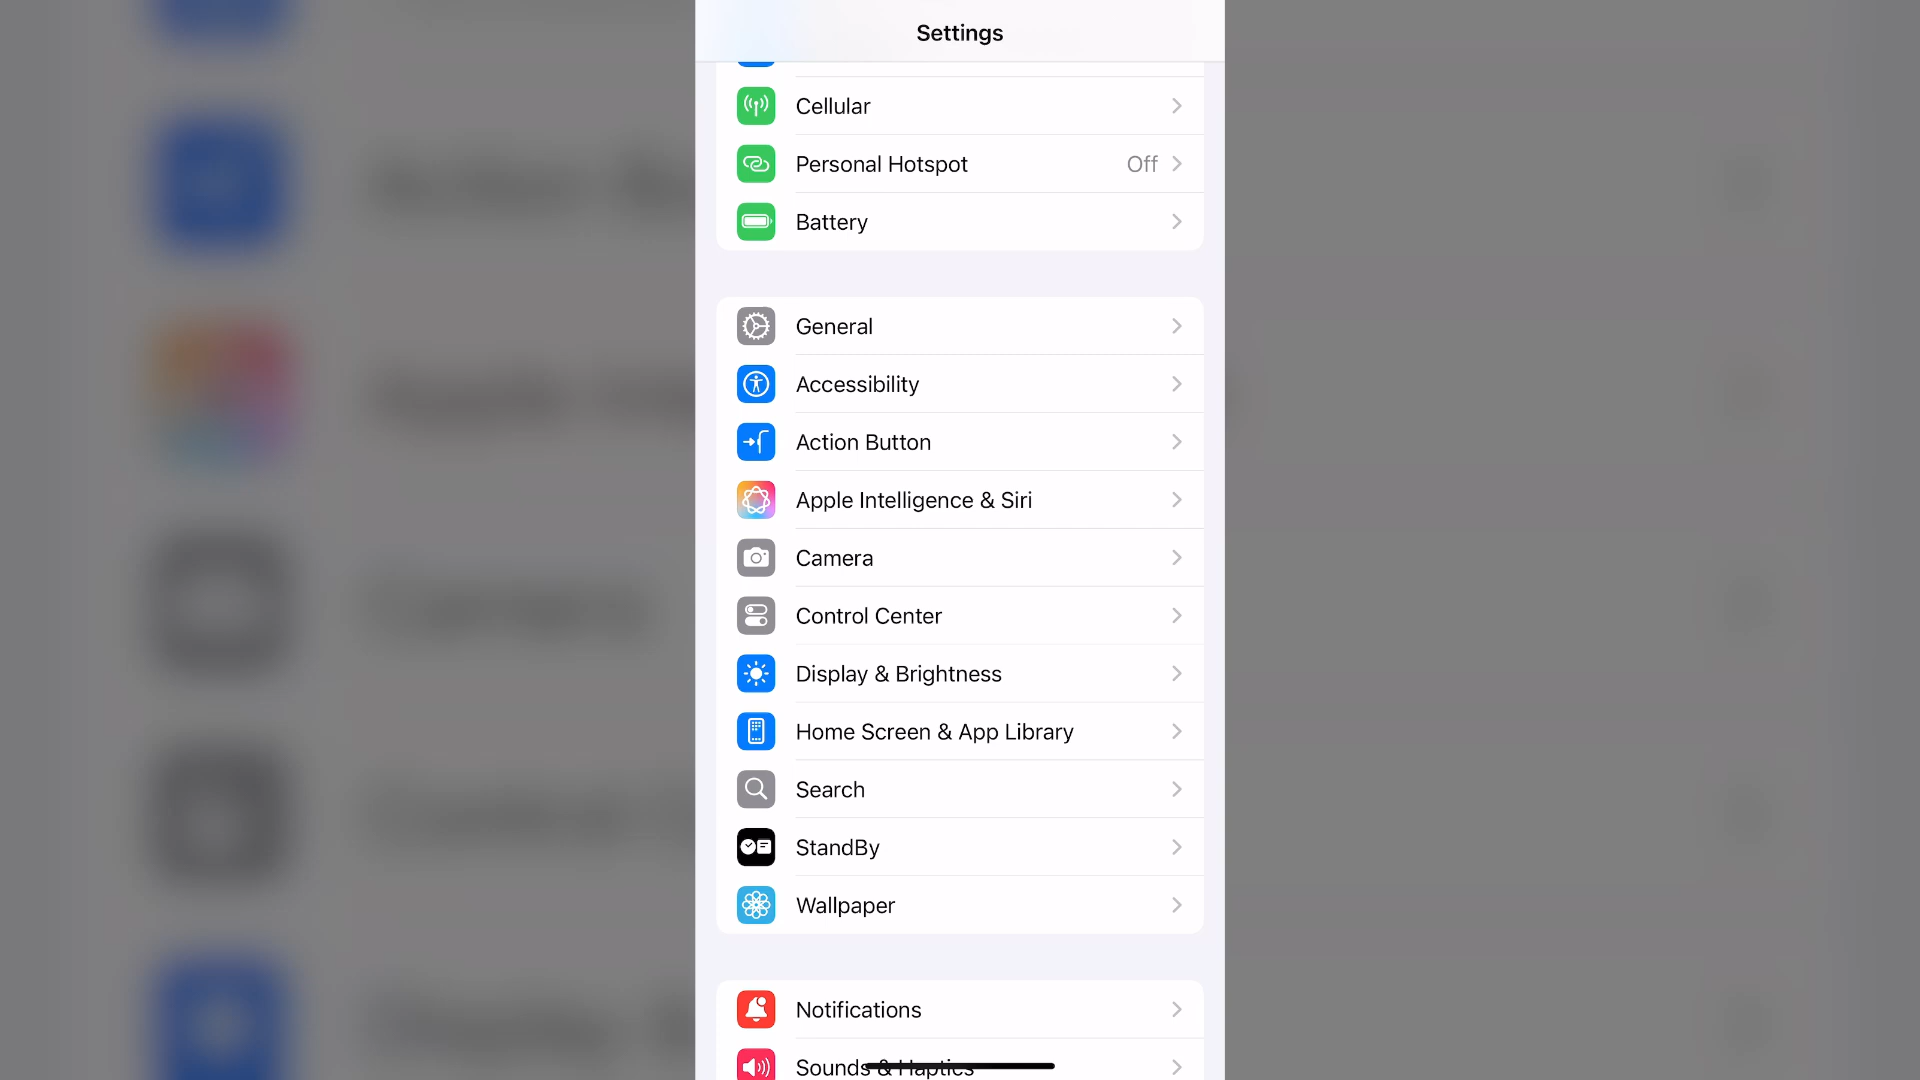 Settings
Cellular
Personal Hotspot Off
Battery
General
Accessibility
Action Button
Apple Intelligence & Siri
Camera
Control Center
Display & Brightness
Home Screen & App Library
Search
StandBy
Wallpaper
Notifications
Sounds & Haptics